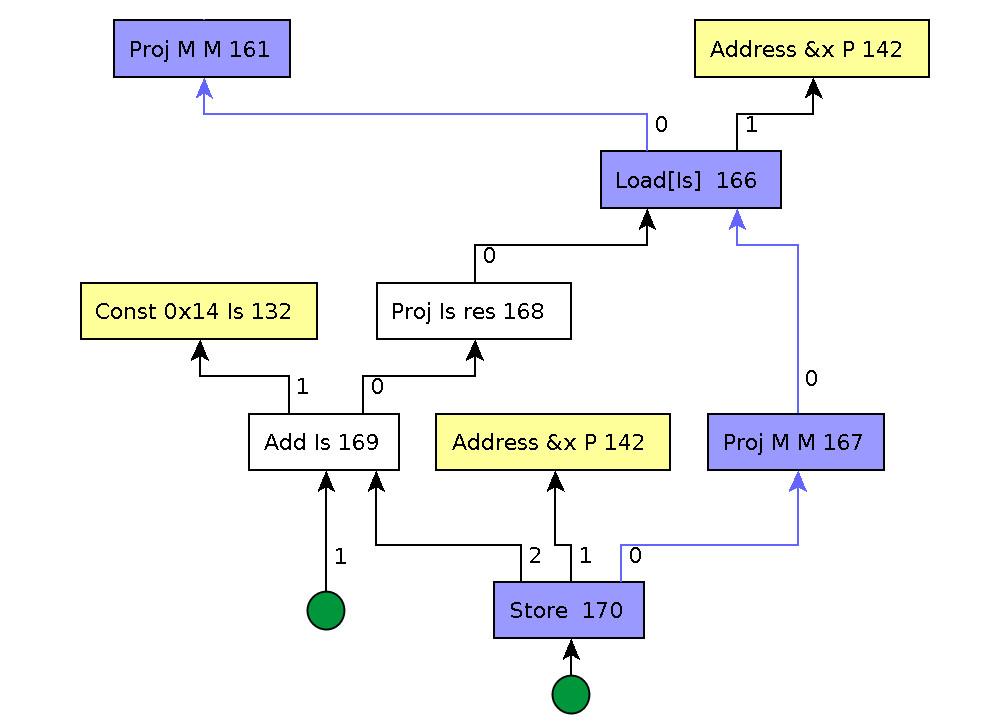 Proj M M 161
Address &x P 142
0
1
Load[Is]  166
0
Const 0x14 Is 132
Proj Is res 168
1
0
0
Add Is 169
Address &x P 142
Proj M M 167
1
2
1
0
Store  170